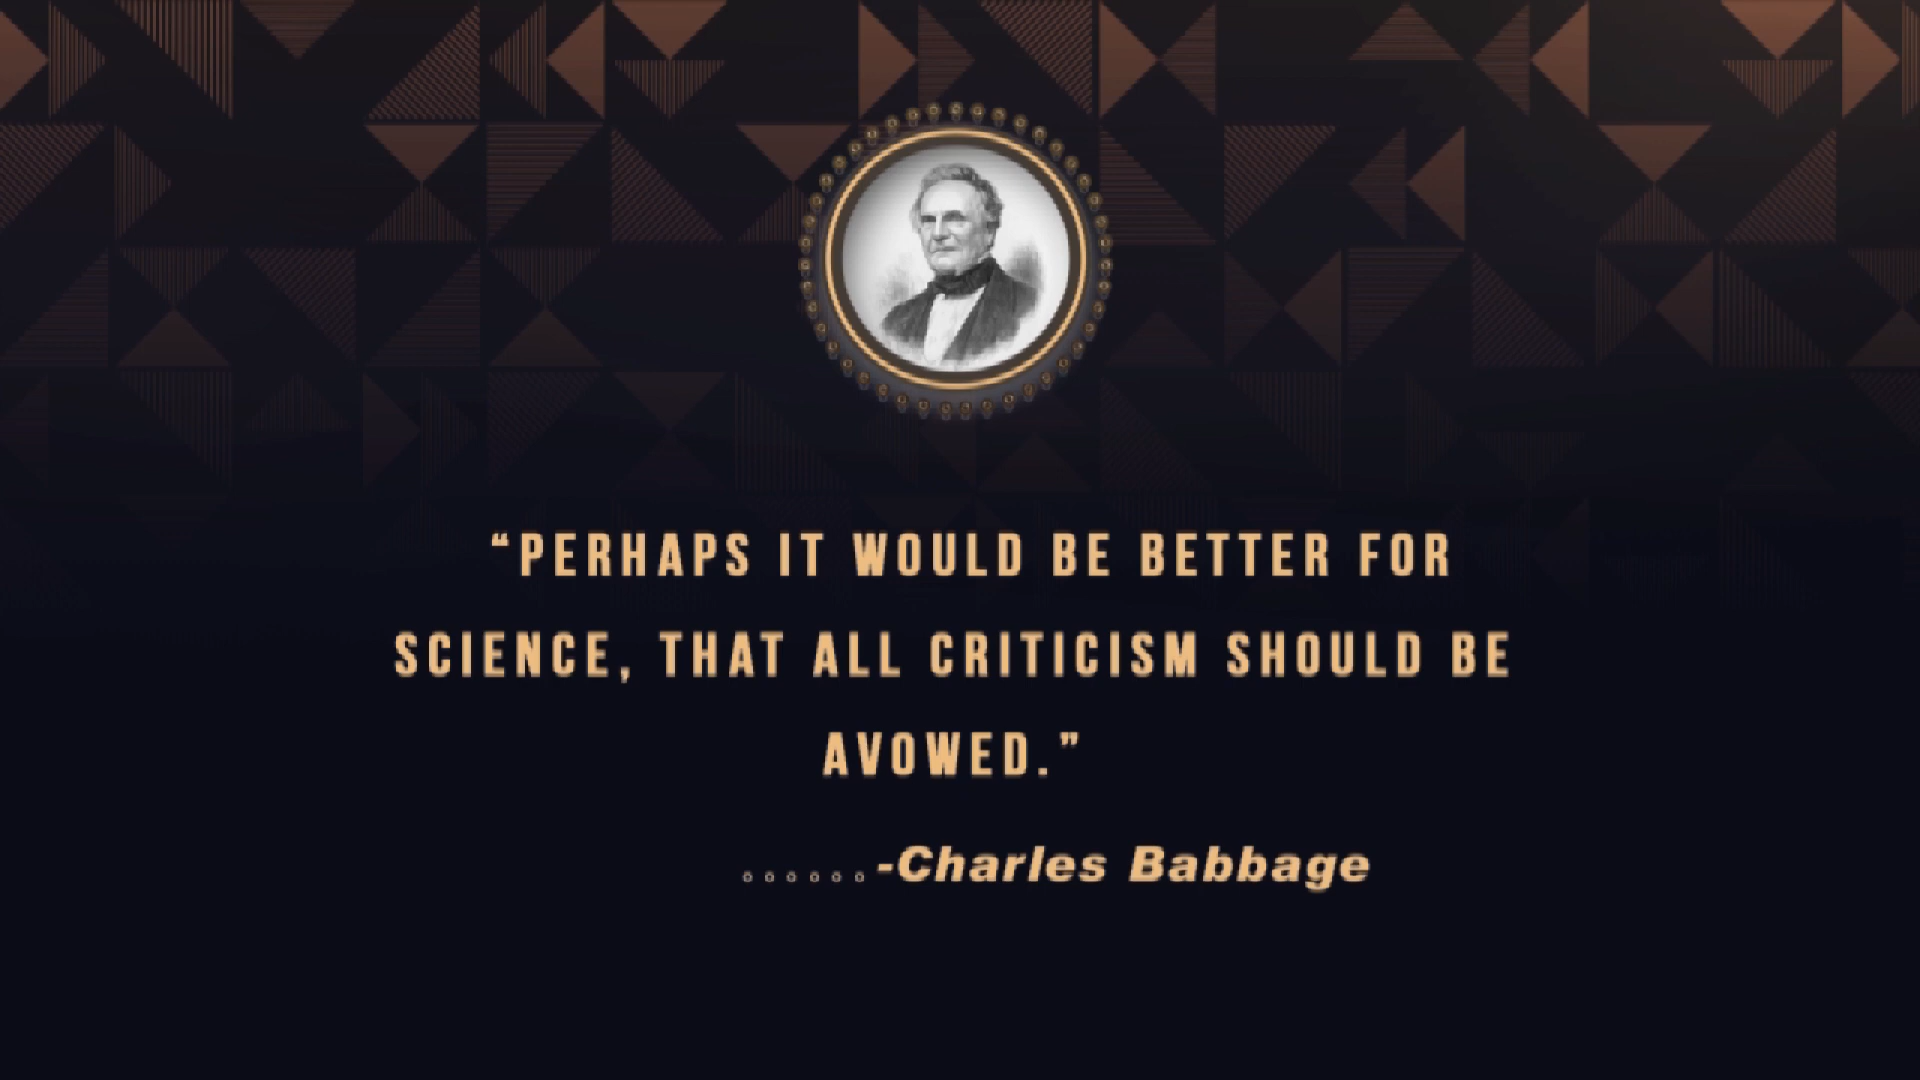 “PERHAPS IT WOULD BE BETTER FOR
SCIENCE, THAT ALL CRITICISM SHOULD BE
AVOWED.”
......-Charles Babbage